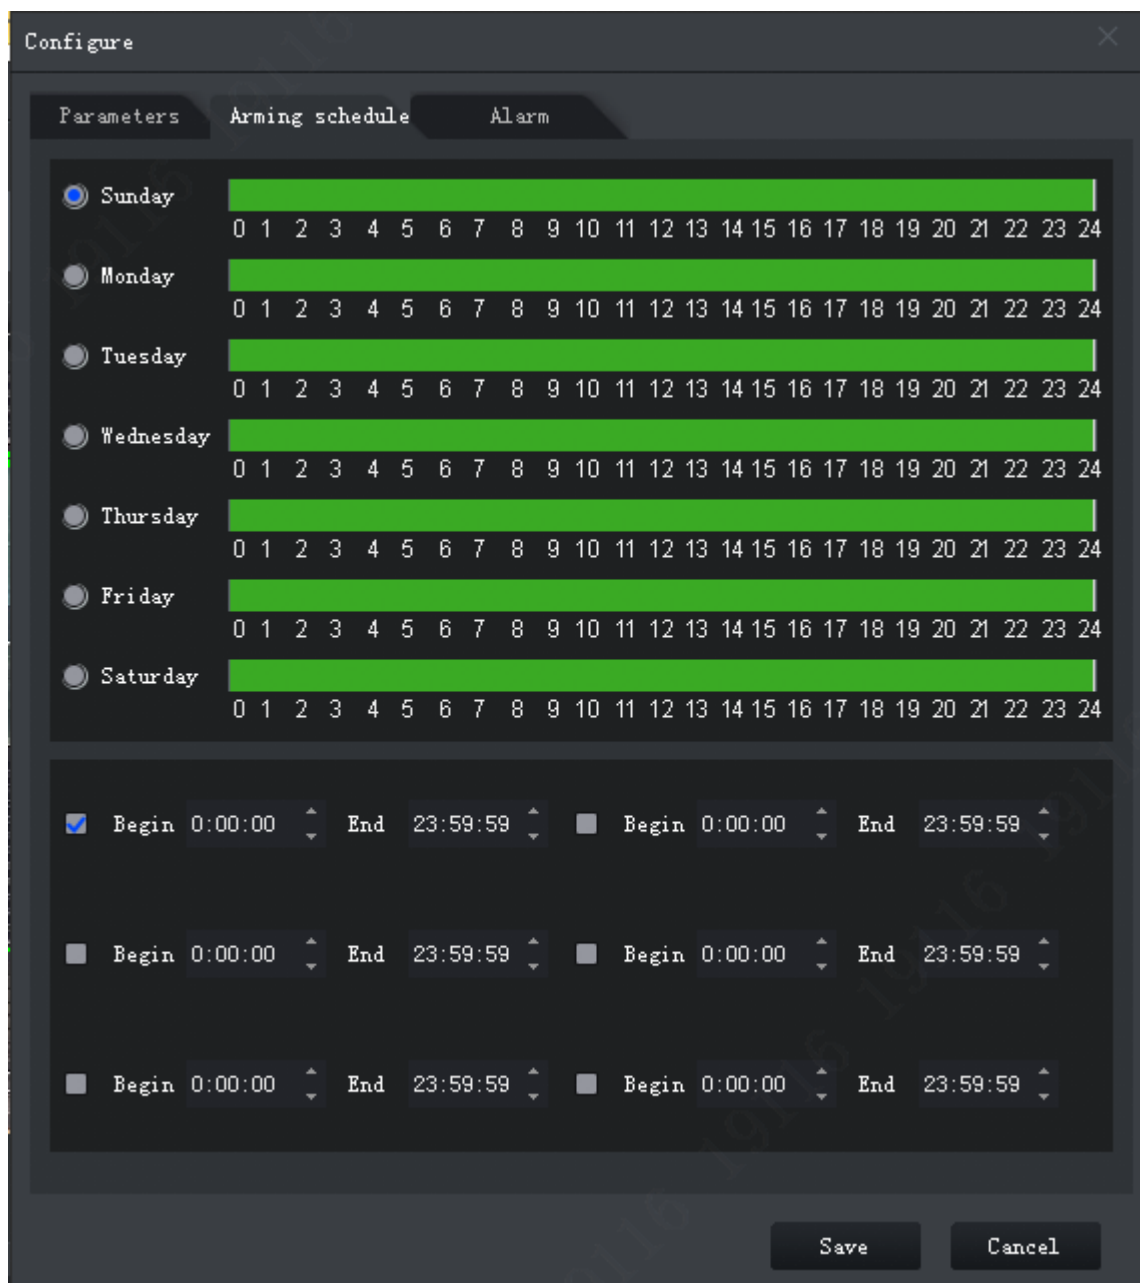 Configure
Parameters Arming schedule Alarm
Sunday
0 1 2 3 4 5 6 7 8 9 10 11 12 13 14 15 16 17 18 19 20 21 22 23 24
Monday
0 1 2 3 4 5 6 7 8 9 10 11 12 13 14 15 16 17 18 19 20 21 22 23 24
Tuesday
0 1 2 3 4 5 6 7 8 9 10 11 12 13 14 15 16 17 18 19 20 21 22 23 24
Wednesday
0 1 2 3 4 5 6 7 8 9 10 11 12 13 14 15 16 17 18 19 20 21 22 23 24
Thursday
0 1 2 3 4 5 6 7 8 9 10 11 12 13 14 15 16 17 18 19 20 21 22 23 24
Friday
0 1 2 3 4 5 6 7 8 9 10 11 12 13 14 15 16 17 18 19 20 21 22 23 24
Saturday
0 1 2 3 4 5 6 7 8 9 10 11 12 13 14 15 16 17 18 19 20 21 22 23 24
Begin 0:00:00 End 23:59:59 Begin 0:00:00 End 23:59:59
Begin 0:00:00 End 23:59:59 Begin 0:00:00 End 23:59:59
Begin 0:00:00 End 23:59:59 Begin 0:00:00 End 23:59:59
Save Cancel